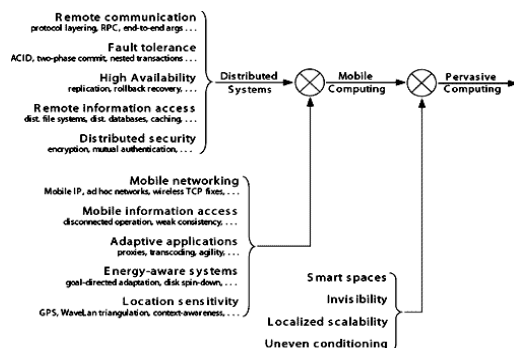 Remote communication
protocol layering, RPC, end-to-end args . . .
Fault tolerance
ACID, two-phase commit, nested transactions . . .
High Availability
replication, rollback recovery, . . .
Remote information access
dist. file systems, dist. databases, caching, . . .
Distributed security
encryption, mutual authentication, . . .
Distributed
Systems
Mobile
Computing
Pervasive
Computing
Mobile networking
Mobile IP, ad hoc networks, wireless TCP fixes, . . .
Mobile information access
disconnected operation, weak consistency, . . .
Adaptive applications
proxies, transcoding, agility, . . .
Energy-aware systems
goal-directed adaptation, disk spin-down, . . .
Location sensitivity
GPS, WaveLan triangulation, context-awareness, . . .
Smart spaces
Invisibility
Localized scalability
Uneven conditioning